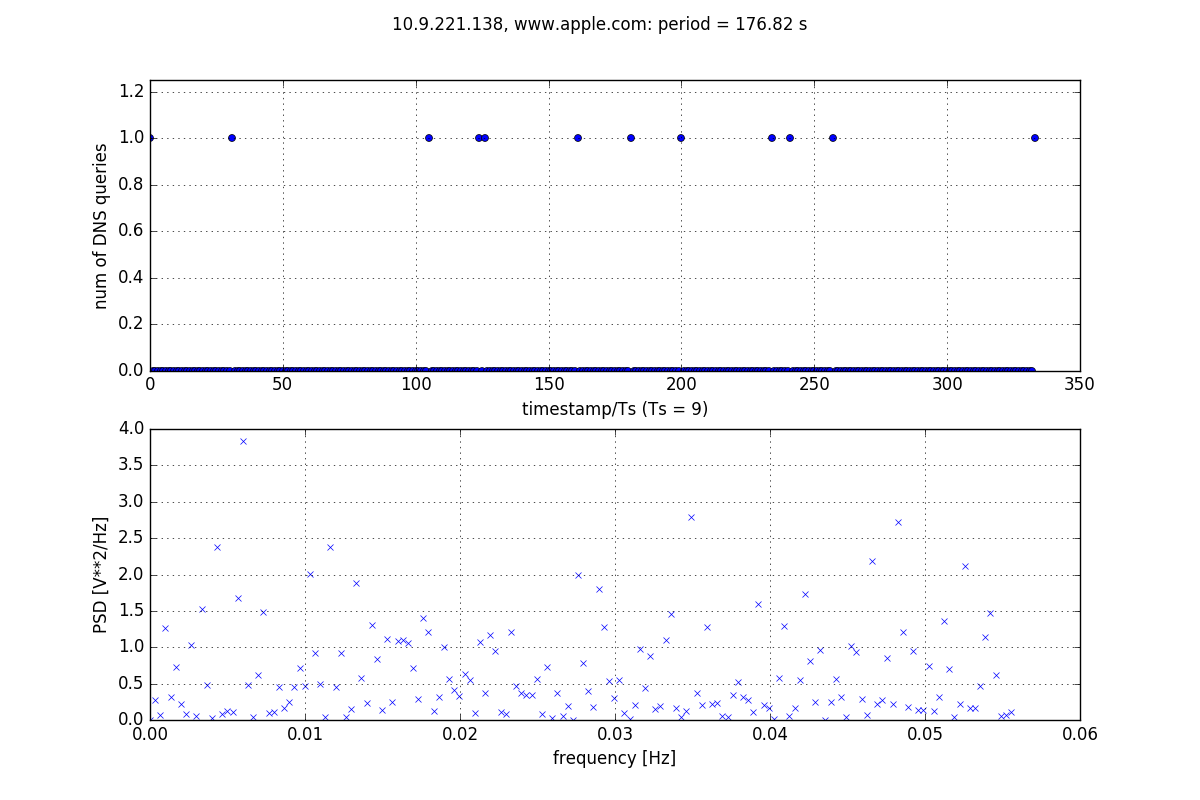 10.9.221.138, www.apple.com: period = 176.82 s
1.2
1.0
0.8
0.6
0.4
0.2
0.0
num of DNS queries
0 50 100 150 200 250 300 350
timestamp/Ts (Ts = 9)
4.0
3.5
3.0
2.5
2.0
1.5
1.0
0.5
0.0
PSD [V**2/Hz]
0.00 0.01 0.02 0.03 0.04 0.05 0.06
frequency [Hz]